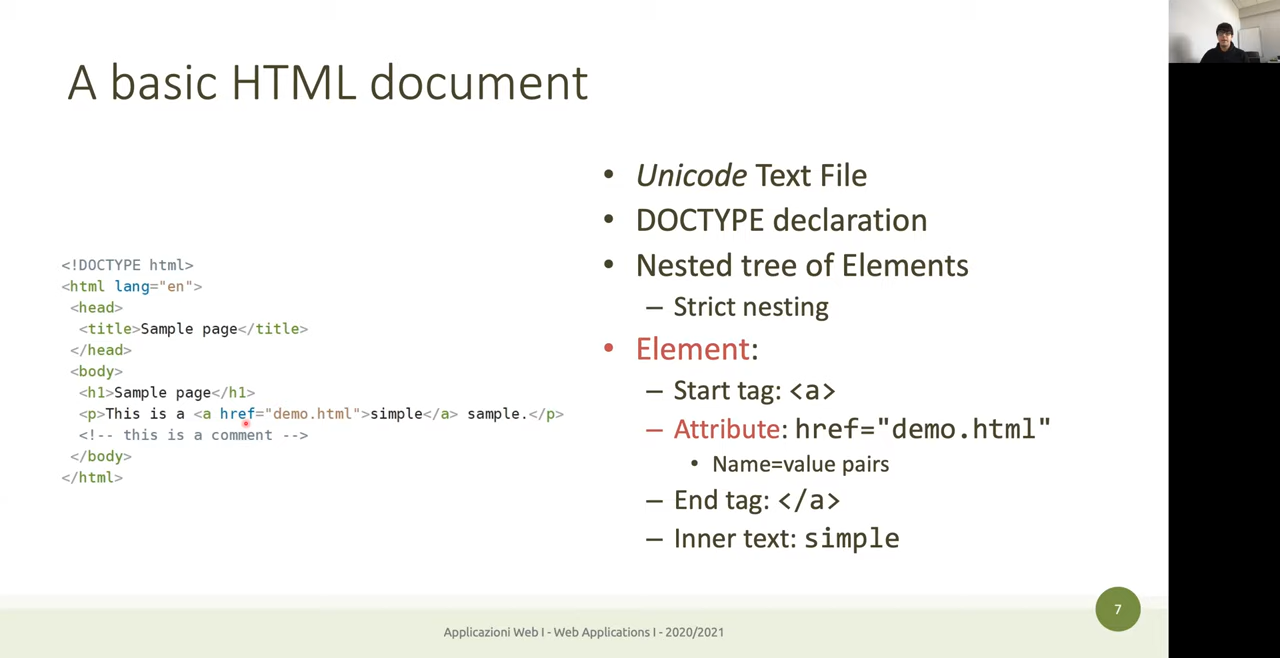 A basic HTML document
<!DOCTYPE html>
<html lang="en">
<head>
<title>Sample page</title>
</head>
<body>
<h1>Sample page</h1>
<p>This is a <a href="demo.html">simple</a> sample.</p>
<!-- this is a comment -->
</body>
</html>
• Unicode Text File
• DOCTYPE declaration
• Nested tree of Elements
– Strict nesting
• Element:
– Start tag: <a>
– Attribute: href="demo.html"
• Name=value pairs
– End tag: </a>
– Inner text: simple
Applicazioni Web I - Web Applications I - 2020/2021
7